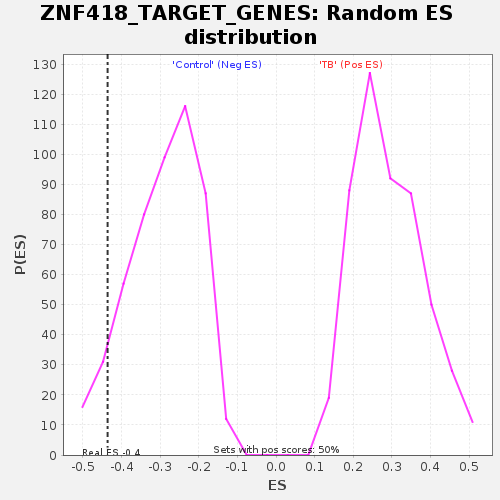 ZNF418_TARGET_GENES: Random ES
distribution
'Control' (Neg ES)
'TB' (Pos ES)
P(ES)
130
120
110
100
90
80
70
60
50
40
30
20
10
0
Real ES -0.4
Sets with pos scores: 50%
-0.5 -0.4 -0.3 -0.2 -0.1 0.0 0.1 0.2 0.3 0.4 0.5
ES